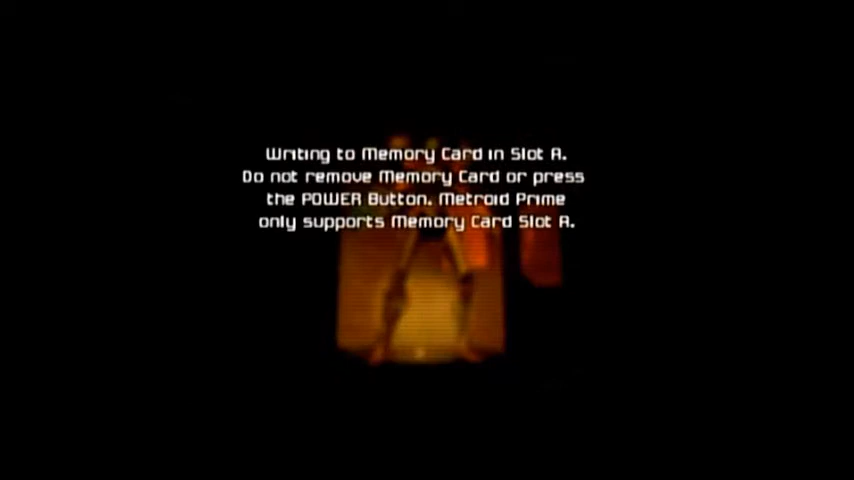 Writing to Memory Card in Slot A.
Do not remove Memory Card or press
the POWER Button. Metroid Prime
only supports Memory Card Slot A.